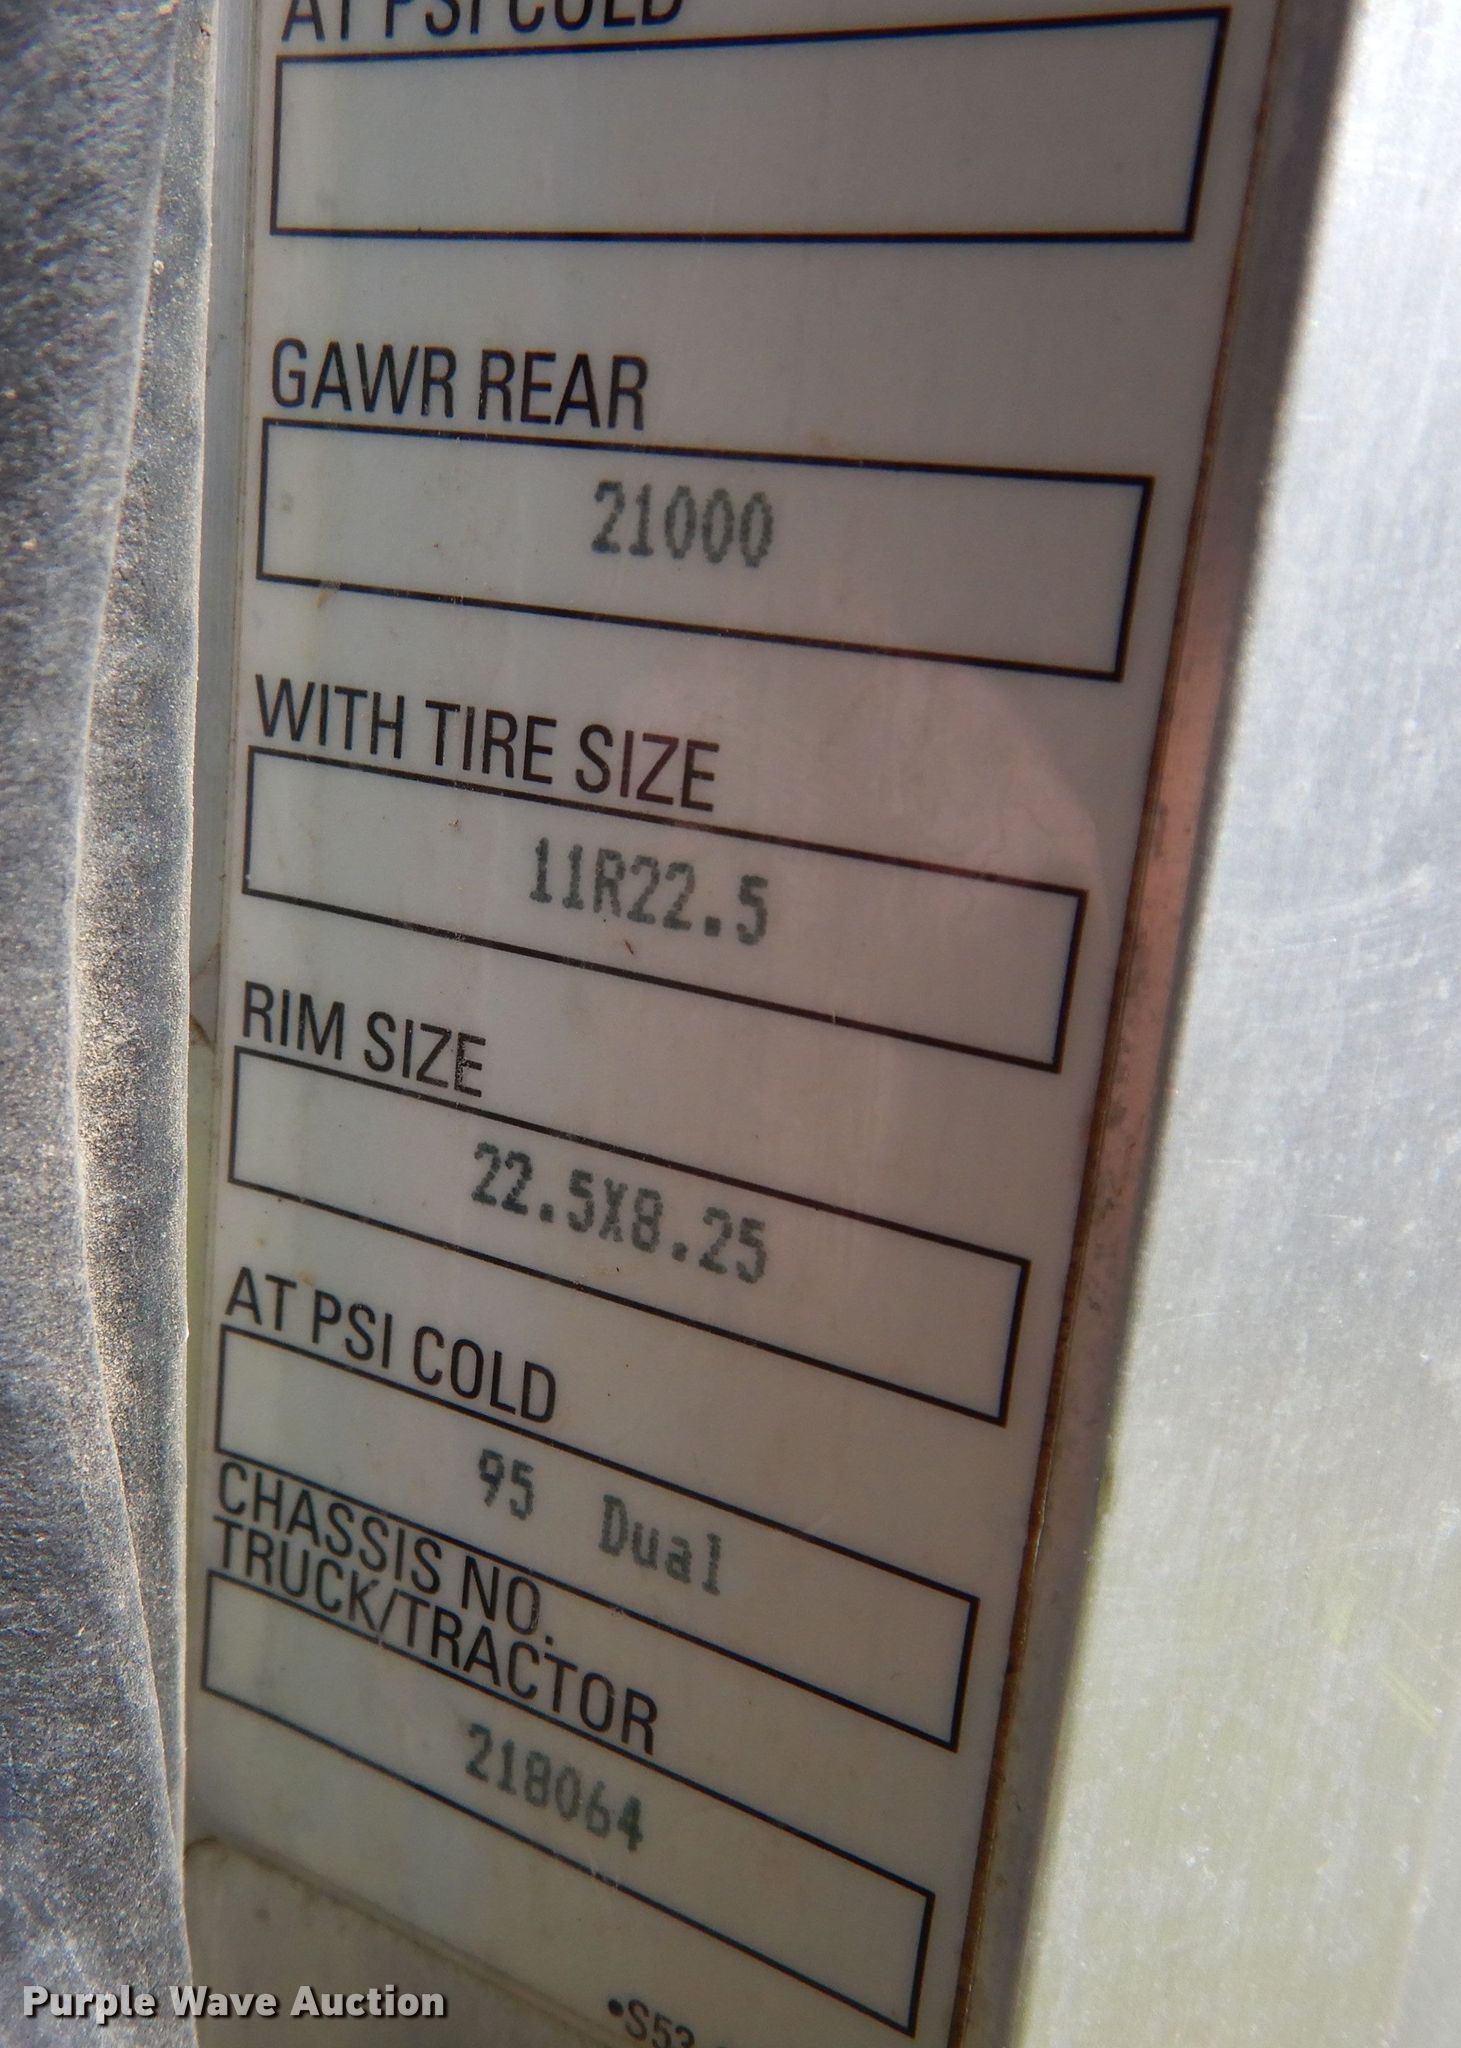 AT PSI COLD
GAWR REAR
21000
WITH TIRE SIZE
11R22.5
RIM SIZE
22.5X8.25
AT PSI COLD
95 Dual
CHASSIS NO.
TRUCK/TRACTOR
218064
•S53
Purple Wave Auction